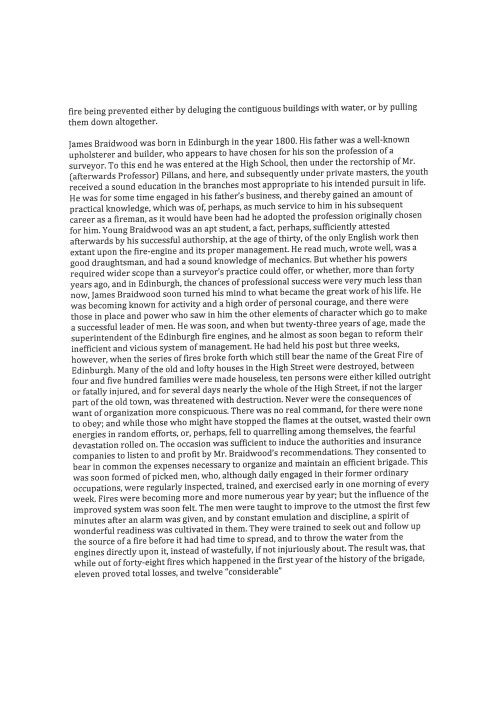 fire being prevented either by deluging the contiguous buildings with water, or by pulling
them down altogether.
James Braidwood was born in Edinburgh in the year 1800. His father was a well-known
upholsterer and builder, who appears to have chosen for his son the profession of a
surveyor. To this end he was entered at the High School, then under the rectorship of Mr.
(afterwards Professor) Pillans, and here, and subsequently under private masters, the youth
received a sound education in the branches most appropriate to his intended pursuit in life.
He was for some time engaged in his father's business, and thereby gained an amount of
practical knowledge, which was of, perhaps, as much service to him in his subsequent
career as a fireman, as it would have been had he adopted the profession originally chosen
for him. Young Braidwood was an apt student, a fact, perhaps, sufficiently attested
afterwards by his successful authorship, at the age of thirty, of the only English work then
extant upon the fire-engine and its proper management. He read much, wrote well, was a
good draughtsman, and had a sound knowledge of mechanics. But whether his powers
required wider scope than a surveyor's practice could offer, or whether, more than forty
years ago, and in Edinburgh, the chances of professional success were very much less than
now, James Braidwood soon turned his mind to what became the great work of his life. He
was becoming known for activity and a high order of personal courage, and there were
those in place and power who saw in him the other elements of character which go to make
a successful leader of men. He was soon, and when but twenty-three years of age, made the
superintendent of the Edinburgh fire engines, and he almost as soon began to reform their
inefficient and vicious system of management. He had held his post but three weeks,
however, when the series of fires broke forth which still bear the name of the Great Fire of
Edinburgh. Many of the old and lofty houses in the High Street were destroyed, between
four and five hundred families were made houseless, ten persons were either killed outright
or fatally injured, and for several days nearly the whole of the High Street, if not the larger
part of the old town, was threatened with destruction. Never were the consequences of
want of organization more conspicuous. There was no real command, for there were none
to obey; and while those who might have stopped the flames at the outset, wasted their own
energies in random efforts, or, perhaps, fell to quarrelling among themselves, the fearful
devastation rolled on. The occasion was sufficient to induce the authorities and insurance
companies to listen to and profit by Mr. Braidwood's recommendations. They consented to
bear in common the expenses necessary to organize and maintain an efficient brigade. This
was soon formed of picked men, who, although daily engaged in their former ordinary
occupations, were regularly inspected, trained, and exercised early in one morning of every
week. Fires were becoming more and more numerous year by year; but the influence of the
improved system was soon felt. The men were taught to improve to the utmost the first few
minutes after an alarm was given, and by constant emulation and discipline, a spirit of
wonderful readiness was cultivated in them. They were trained to seek out and follow up
the source of a fire before it had had time to spread, and to throw the water from the
engines directly upon it, instead of wastefully, if not injuriously about. The result was, that
while out of forty-eight fires which happened in the first year of the history of the brigade,
eleven proved total losses, and twelve "considerable"